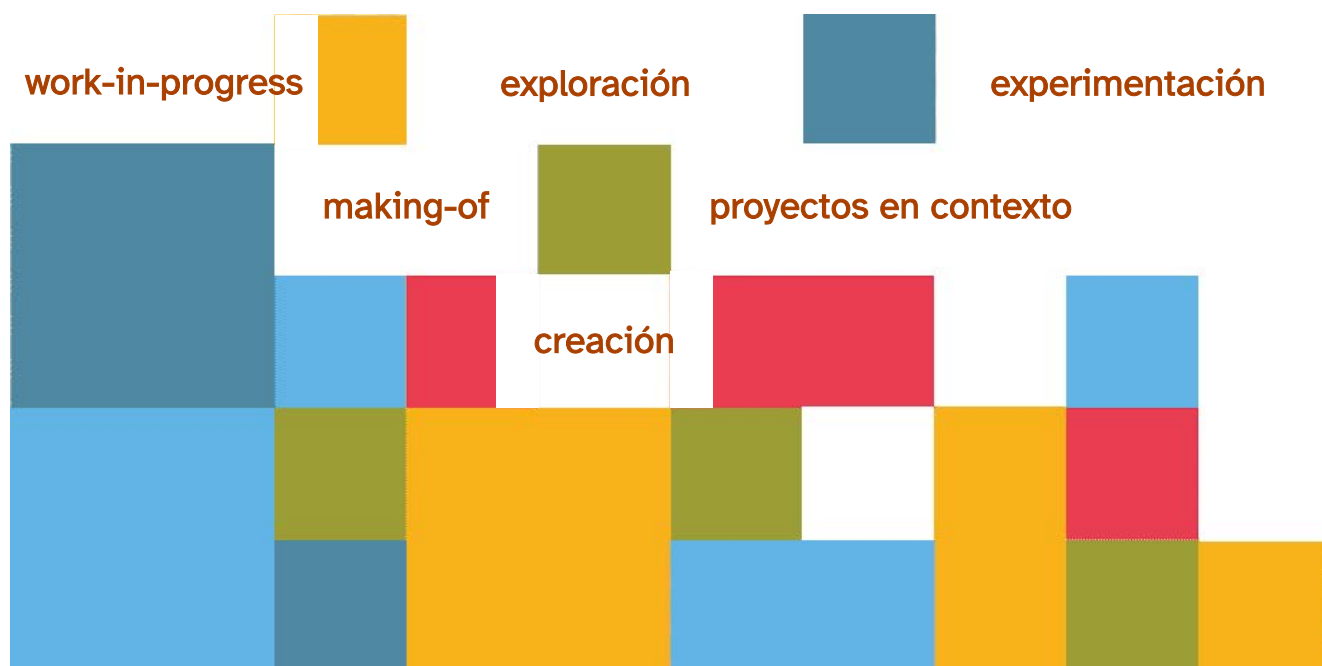 work-in-progress exploración experimentación
making-of proyectos en contexto
creación